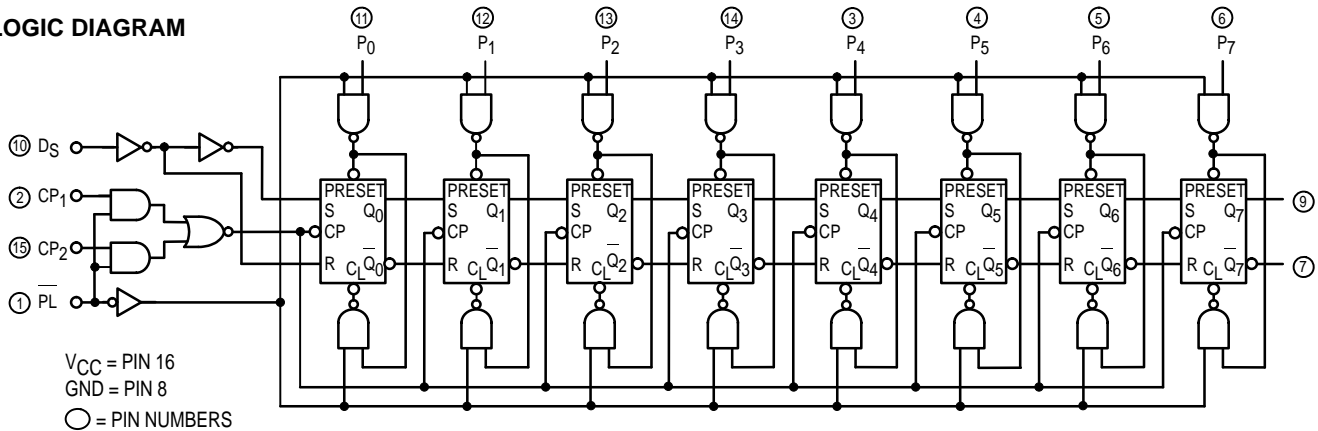 LOGIC DIAGRAM
11 12 13 14 3 4 5 6
P0 P1 P2 P3 P4 P5 P6 P7
10 DS
2 CP1
15 CP2
1 PL
PRESET PRESET PRESET PRESET PRESET PRESET PRESET PRESET
S Q0 S Q1 S Q2 S Q3 S Q4 S Q5 S Q6 S Q7 9
CP CP CP CP CP CP CP CP
R CL Q0 R CL Q1 R CL Q2 R CL Q3 R CL Q4 R CL Q5 R CL Q6 R CL Q7 7
VCC = PIN 16
GND = PIN 8
= PIN NUMBERS